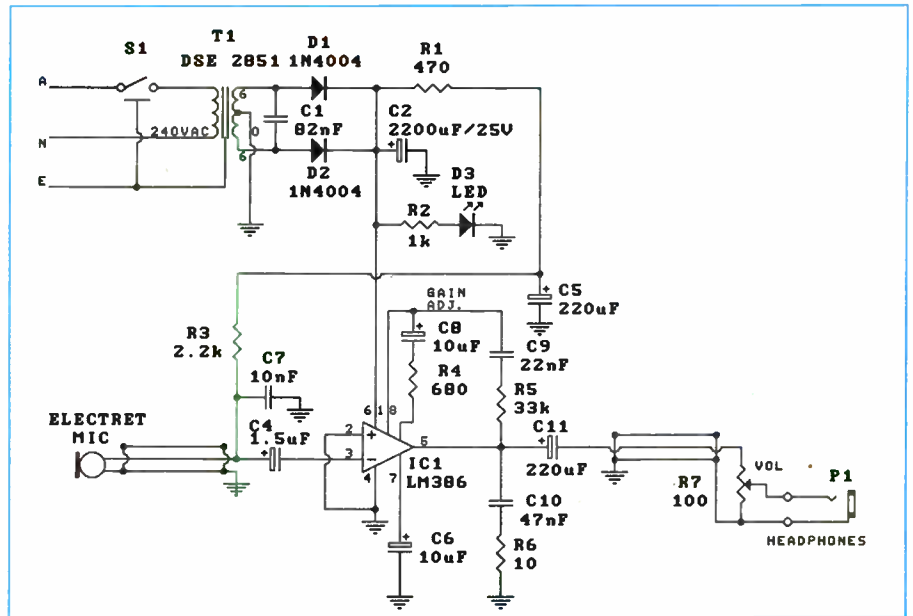 S1
T1
DSE 2851
D1
1N4004
R1
470
A
N
E
240VAC
6
0
6
C1
82nF
C2
2200uF/25V
+
D2
1N4004
D3
LED
R2
1k
R3
2.2k
C7
10nF
GAIN
ADJ.
C8
10uF
+
R4
680
C9
22nF
R5
33k
C5
220uF
+
ELECTRET
MIC
C4
1.5uF
+
6 1 8
2
+
3
−
4
7
5
IC1
LM386
C11
220uF
+
C6
10uF
+
C10
47nF
R6
10
R7
100
VOL
P1
HEADPHONES